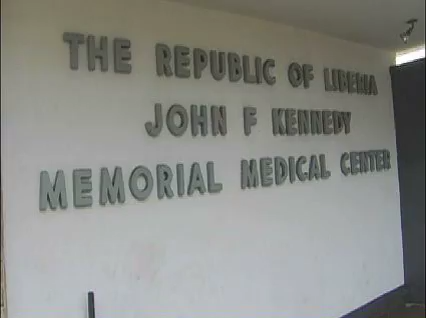 THE REPUBLIC OF LIBERIA
JOHN F KENNEDY
MEMORIAL MEDICAL CENTER